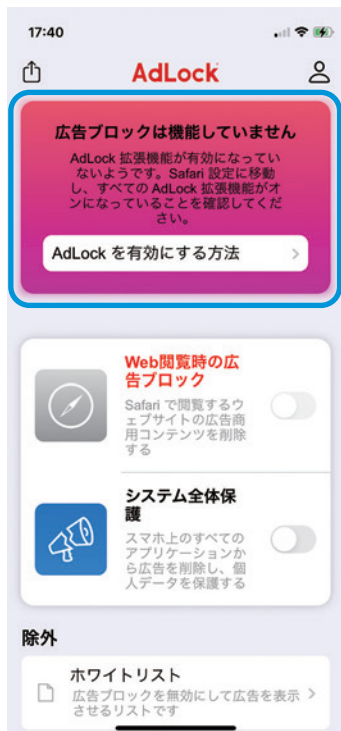 17:40
AdLock
広告ブロックは機能していません
AdLock 拡張機能が有効になってい
ないようです。Safari 設定に移動
し、すべての AdLock 拡張機能がオ
ンになっていることを確認してくだ
さい。
AdLock を有効にする方法
Web閲覧時の広
告ブロック
Safari で閲覧するウ
ェブサイトの広告商
用コンテンツを削除
する
システム全体保
護
スマホ上のすべての
アプリケーションか
ら広告を削除し、個
人データを保護する
除外
ホワイトリスト
広告ブロックを無効にして広告を表示
させるリストです